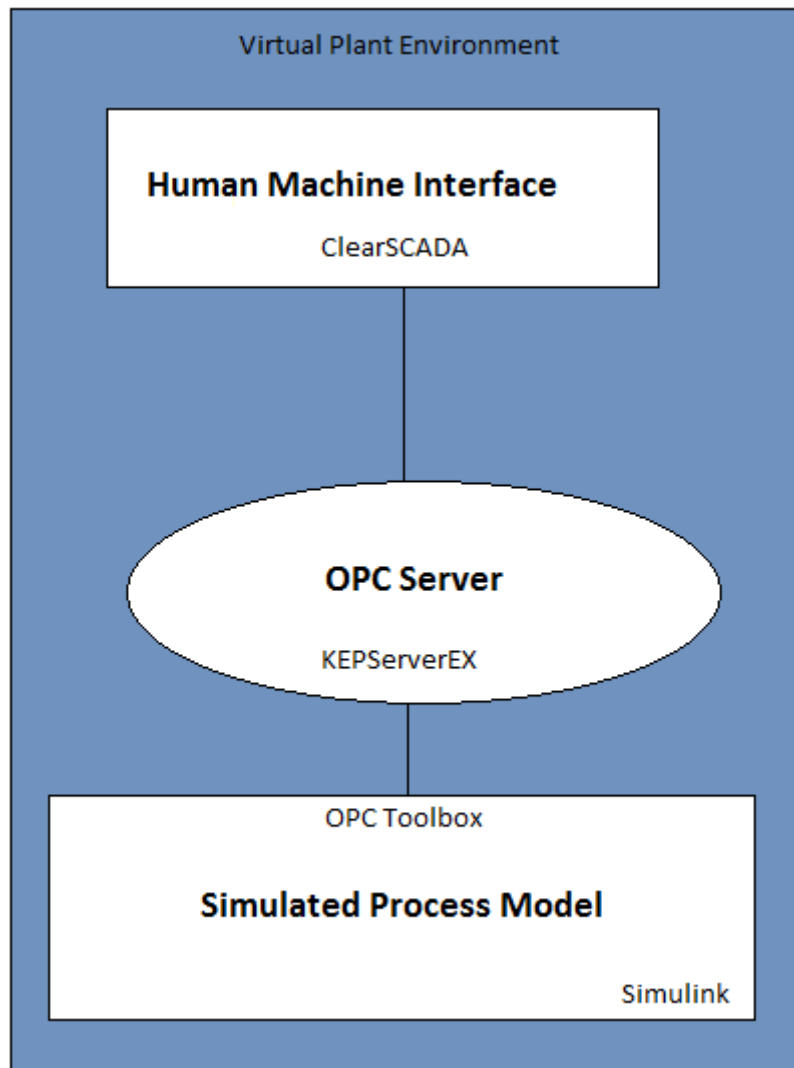 Virtual Plant Environment
Human Machine Interface
ClearSCADA
OPC Server
KEPServerEX
OPC Toolbox
Simulated Process Model
Simulink